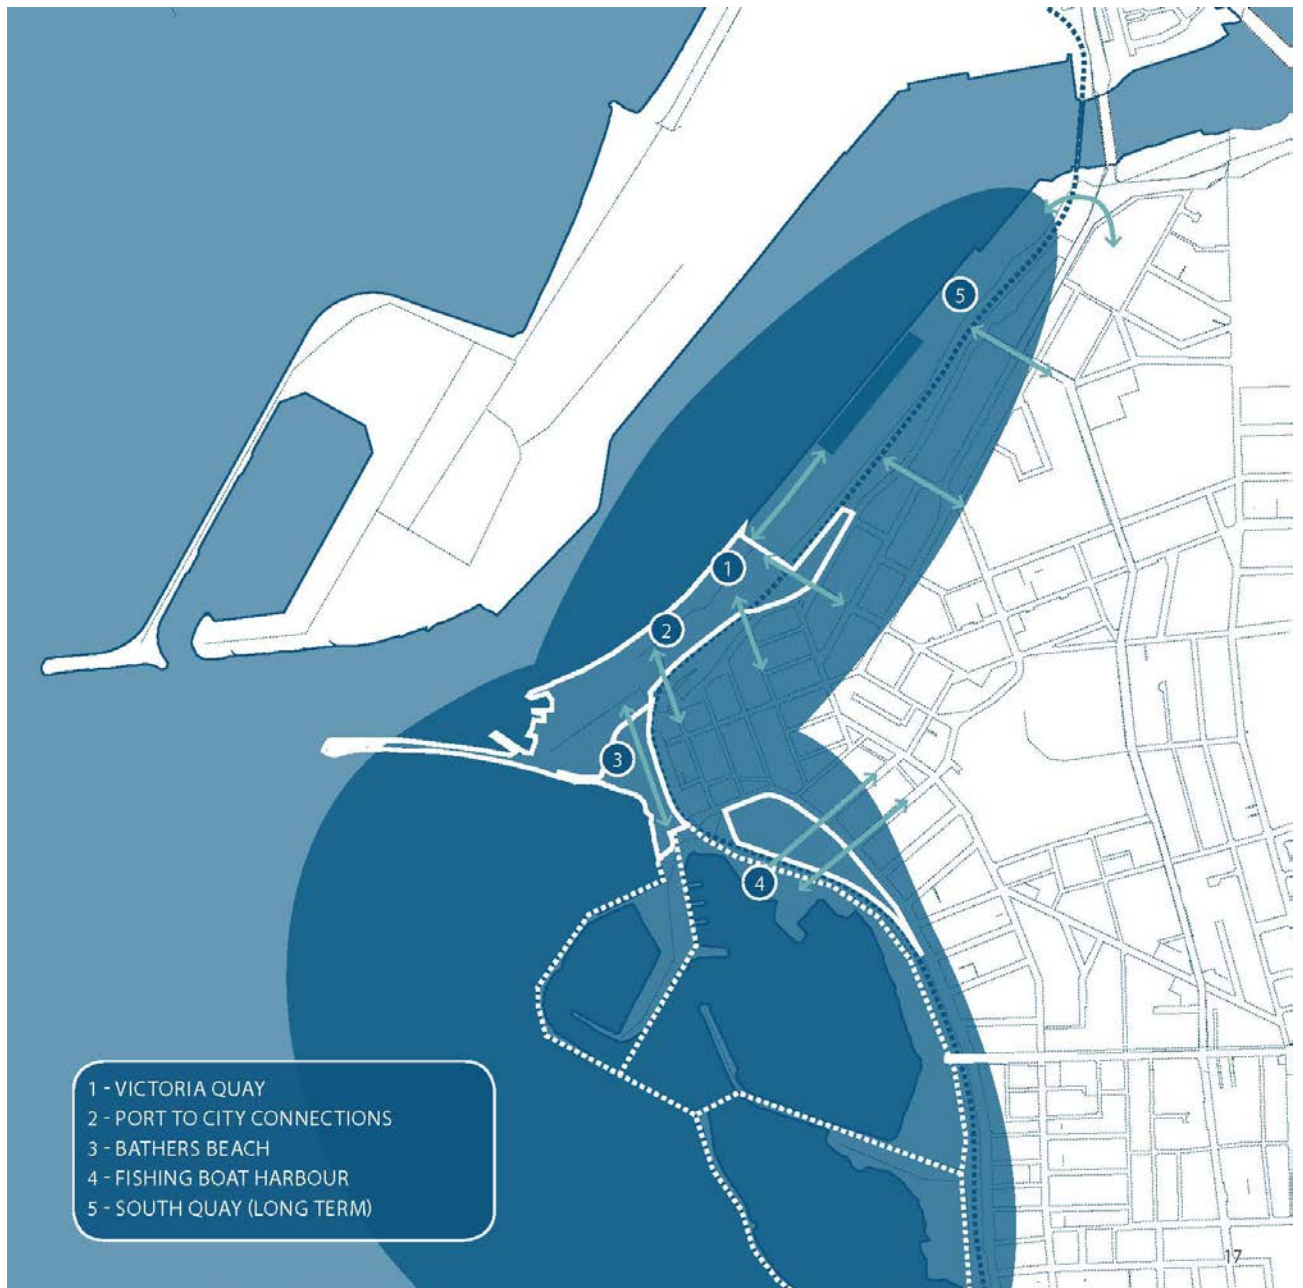 5
1
2
3
4
1 - VICTORIA QUAY
2 - PORT TO CITY CONNECTIONS
3 - BATHERS BEACH
4 - FISHING BOAT HARBOUR
5 - SOUTH QUAY (LONG TERM)
17